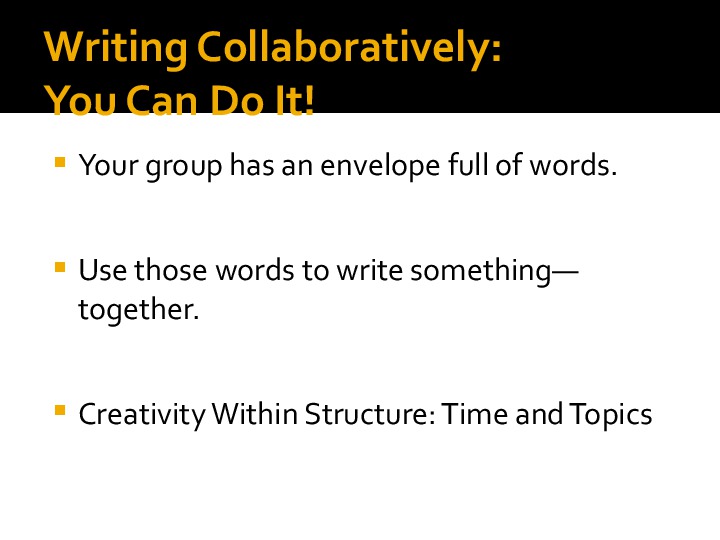 Writing Collaboratively:
You Can Do It!
Your group has an envelope full of words.
Use those words to write something—
together.
Creativity Within Structure: Time and Topics